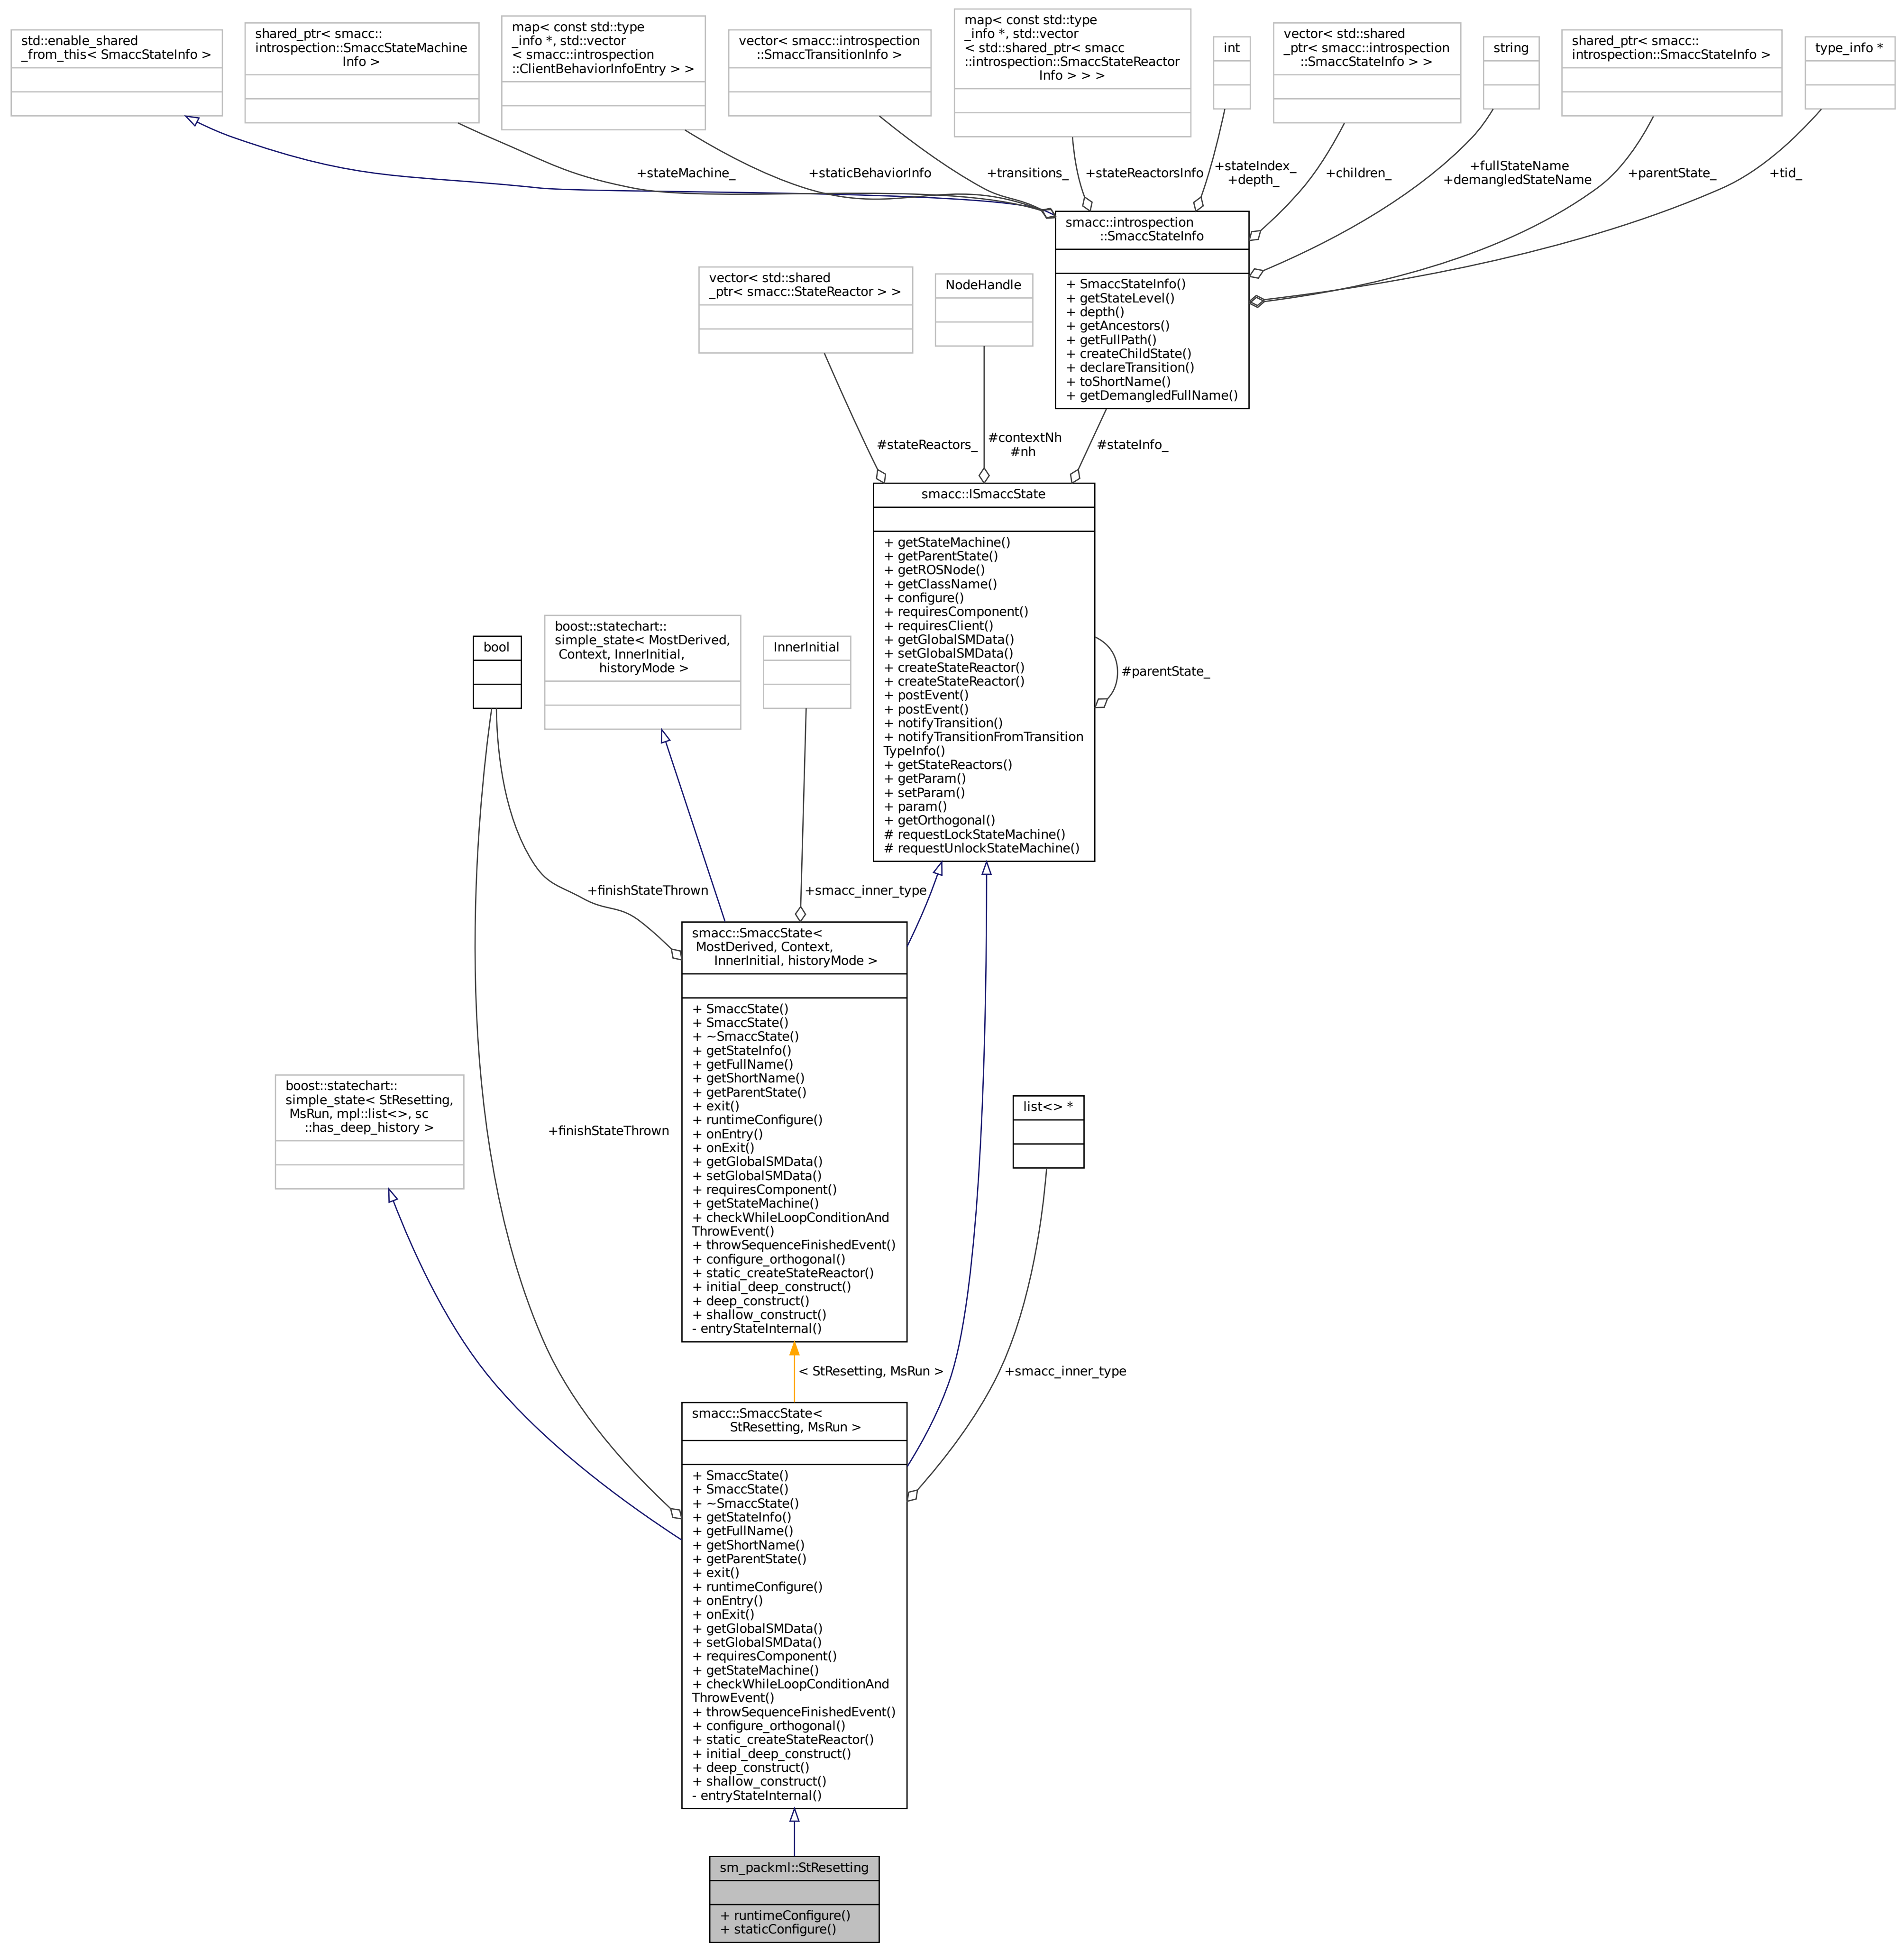 std::enable_shared
_from_this< SmaccStateInfo >
shared_ptr< smacc::
introspection::SmaccStateMachine
Info >
map< const std::type
_info *, std::vector
< smacc::introspection
::ClientBehaviorInfoEntry > >
vector< smacc::introspection
::SmaccTransitionInfo >
map< const std::type
_info *, std::vector
< std::shared_ptr< smacc
::introspection::SmaccStateReactor
Info > > >
int
vector< std::shared
_ptr< smacc::introspection
::SmaccStateInfo > >
string
shared_ptr< smacc::
introspection::SmaccStateInfo >
type_info *
+stateMachine_
+staticBehaviorInfo
+transitions_
+stateReactorsInfo
+stateIndex_
+depth_
+children_
+fullStateName
+demangledStateName
+parentState_
+tid_
smacc::introspection
::SmaccStateInfo
+ SmaccStateInfo()
+ getStateLevel()
+ depth()
+ getAncestors()
+ getFullPath()
+ createChildState()
+ declareTransition()
+ toShortName()
+ getDemangledFullName()
vector< std::shared
_ptr< smacc::StateReactor > >
NodeHandle
#stateReactors_
#contextNh
#nh
#stateInfo_
smacc::ISmaccState
+ getStateMachine()
+ getParentState()
+ getROSNode()
+ getClassName()
+ configure()
+ requiresComponent()
+ requiresClient()
+ getGlobalSMData()
+ setGlobalSMData()
+ createStateReactor()
+ createStateReactor()
+ postEvent()
+ postEvent()
+ notifyTransition()
+ notifyTransitionFromTransition
TypeInfo()
+ getStateReactors()
+ getParam()
+ setParam()
+ param()
+ getOrthogonal()
# requestLockStateMachine()
# requestUnlockStateMachine()
#parentState_
bool
boost::statechart::
simple_state< MostDerived,
Context, InnerInitial,
historyMode >
InnerInitial
+finishStateThrown
+smacc_inner_type
smacc::SmaccState<
MostDerived, Context,
InnerInitial, historyMode >
+ SmaccState()
+ SmaccState()
+ ~SmaccState()
+ getStateInfo()
+ getFullName()
+ getShortName()
+ getParentState()
+ exit()
+ runtimeConfigure()
+ onEntry()
+ onExit()
+ getGlobalSMData()
+ setGlobalSMData()
+ requiresComponent()
+ getStateMachine()
+ checkWhileLoopConditionAnd
ThrowEvent()
+ throwSequenceFinishedEvent()
+ configure_orthogonal()
+ static_createStateReactor()
+ initial_deep_construct()
+ deep_construct()
+ shallow_construct()
- entryStateInternal()
boost::statechart::
simple_state< StResetting,
MsRun, mpl::list<>, sc
::has_deep_history >
+finishStateThrown
list<> *
< StResetting, MsRun >
+smacc_inner_type
smacc::SmaccState<
StResetting, MsRun >
+ SmaccState()
+ SmaccState()
+ ~SmaccState()
+ getStateInfo()
+ getFullName()
+ getShortName()
+ getParentState()
+ exit()
+ runtimeConfigure()
+ onEntry()
+ onExit()
+ getGlobalSMData()
+ setGlobalSMData()
+ requiresComponent()
+ getStateMachine()
+ checkWhileLoopConditionAnd
ThrowEvent()
+ throwSequenceFinishedEvent()
+ configure_orthogonal()
+ static_createStateReactor()
+ initial_deep_construct()
+ deep_construct()
+ shallow_construct()
- entryStateInternal()
sm_packml::StResetting
+ runtimeConfigure()
+ staticConfigure()